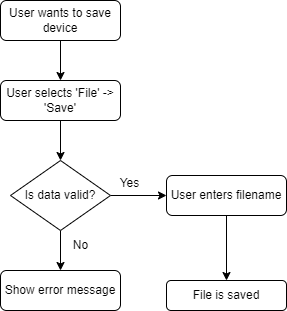 User wants to save
device
User selects 'File' ->
'Save'
Is data valid?
Yes
User enters filename
No
Show error message
File is saved